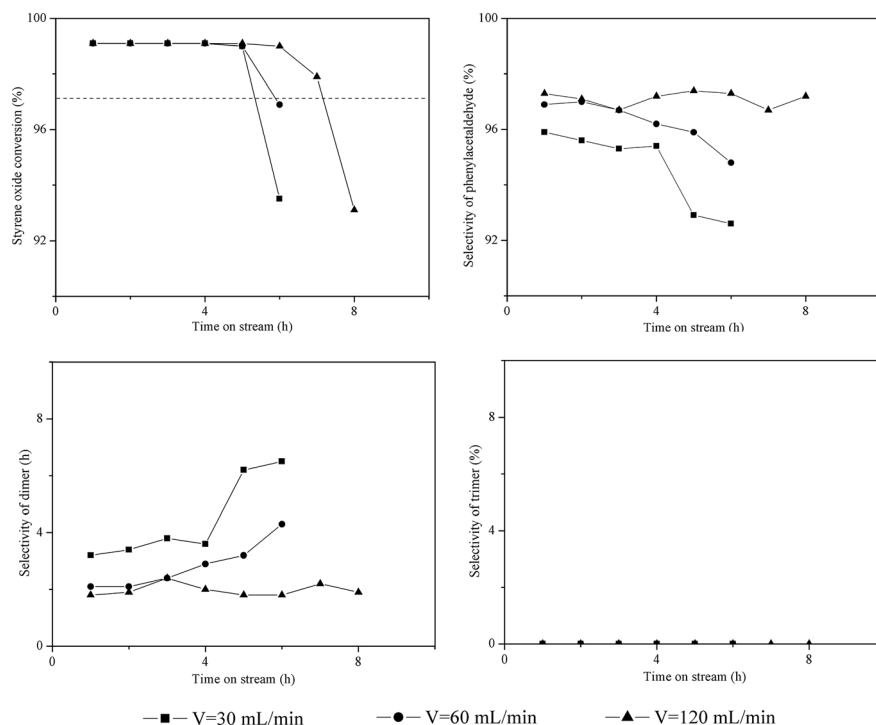 100
96
92
Styrene oxide conversion (%)
0
4
8
Time on stream (h)
100
96
92
Selectivity of phenylacetaldehyde (%)
0
4
8
Time on stream (h)
8
4
0
Selectivity of dimer (h)
0
4
8
Time on stream (h)
8
4
0
Selectivity of trimer (%)
0
4
8
Time on stream (h)
V=30 mL/min
V=60 mL/min
V=120 mL/min